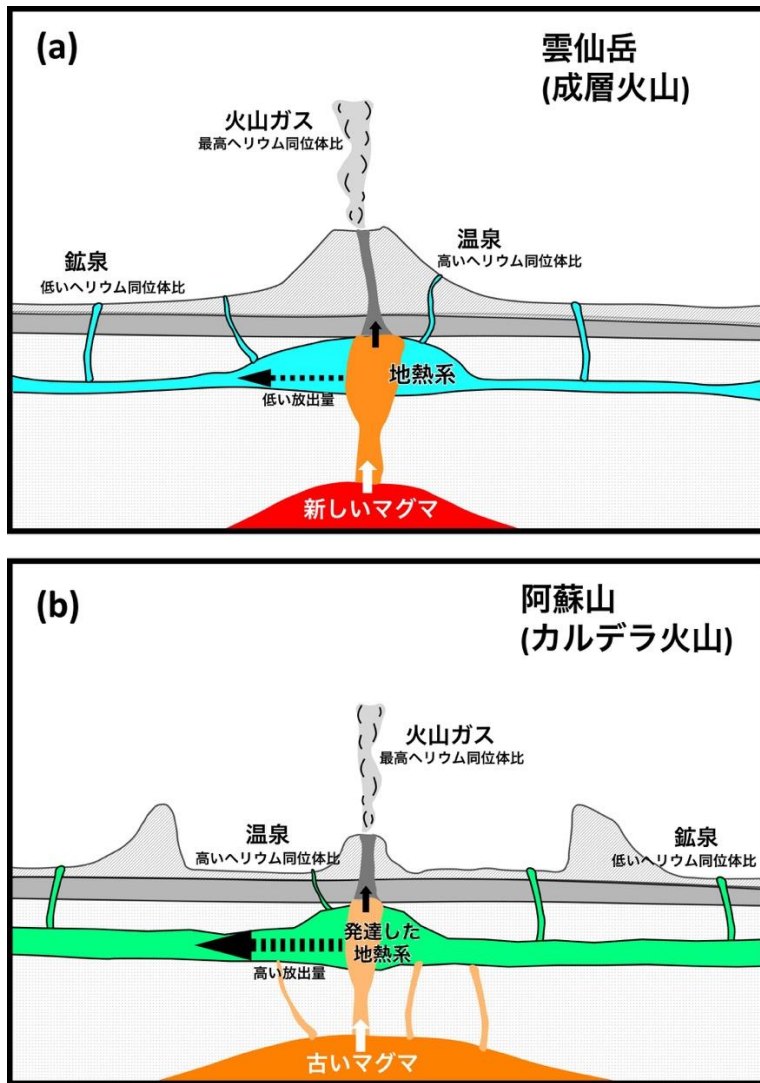 (a)
雲仙岳
(成層火山)
火山ガス
最高ヘリウム同位体比
鉱泉
低いヘリウム同位体比
温泉
高いヘリウム同位体比
地熱系
低い放出量
新しいマグマ
(b)
阿蘇山
(カルデラ火山)
火山ガス
最高ヘリウム同位体比
温泉
高いヘリウム同位体比
鉱泉
低いヘリウム同位体比
発達した
地熱系
高い放出量
古いマグマ